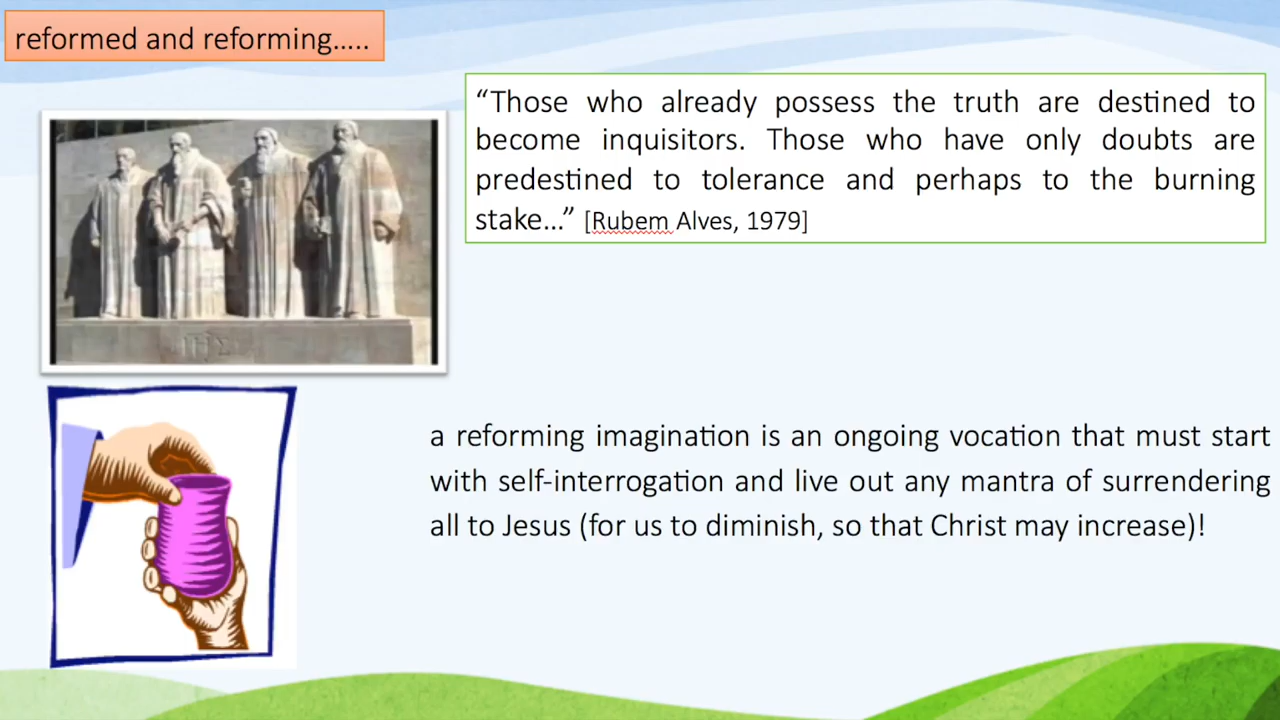 reformed and reforming.....
“Those who already possess the truth are destined to
become inquisitors. Those who have only doubts are
predestined to tolerance and perhaps to the burning
stake...” [Rubem Alves, 1979]
ΙΗΣ
a reforming imagination is an ongoing vocation that must start
with self-interrogation and live out any mantra of surrendering
all to Jesus (for us to diminish, so that Christ may increase)!